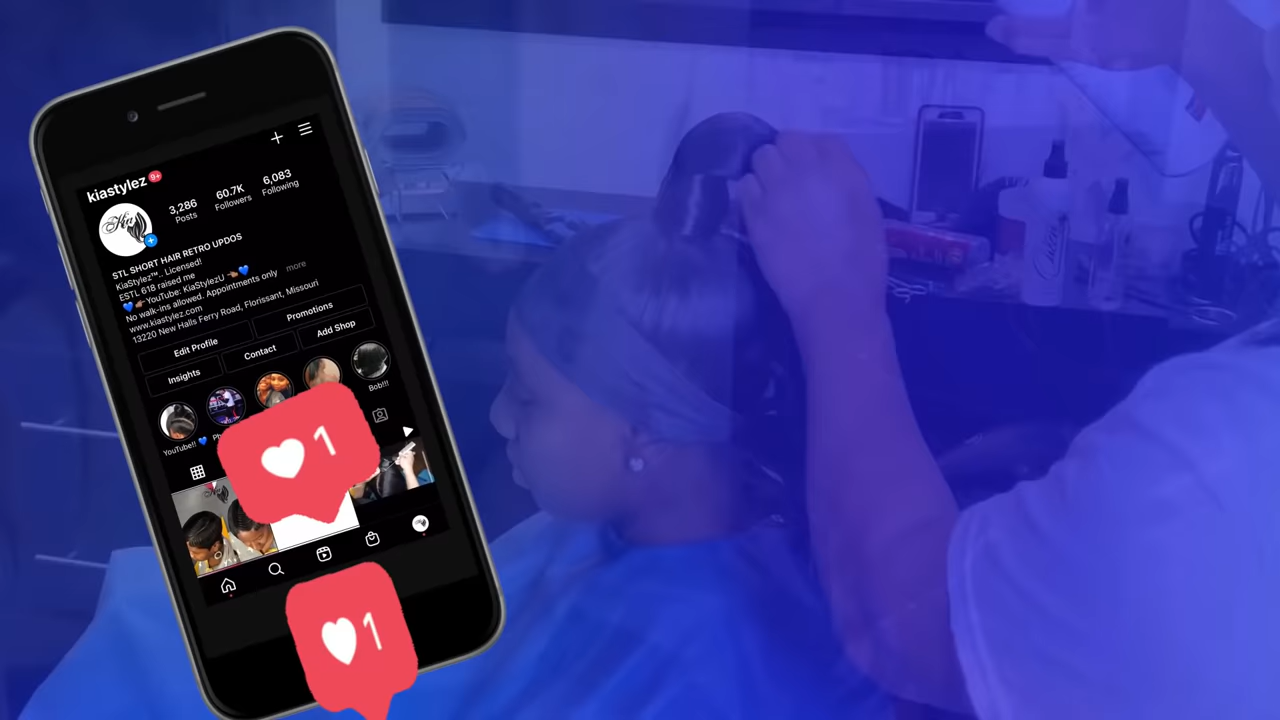 kiastylez 9+
3,286 60.7K 6,083
Posts Followers Following
STL SHORT HAIR RETRO UPDOS
KiaStylez™.. Licensed!
ESTL 618 raised me
💙👉🏽YouTube: KiaStylezU 👈🏽💙
No walk-ins allowed. Appointments only more
www.kiastylez.com
13220 New Halls Ferry Road, Florissant, Missouri
Edit Profile Promotions
Insights Contact Add Shop
YouTube!! 💙 Bob!!!
1
1